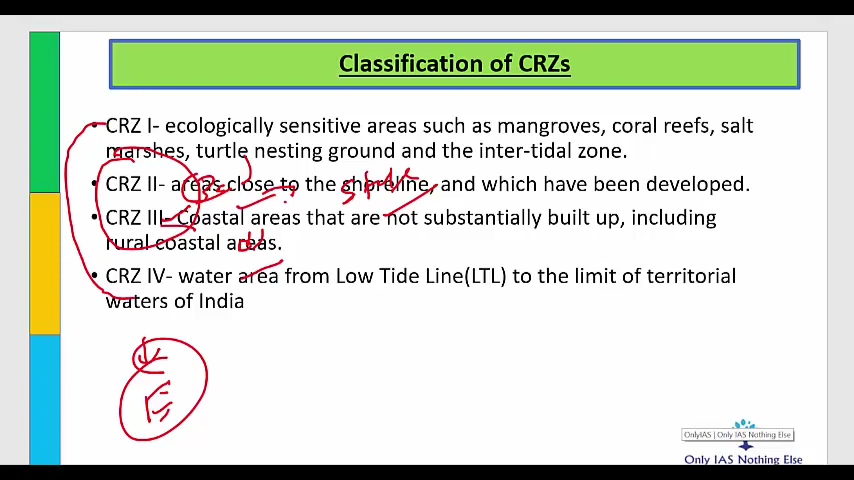 Classification of CRZs
• CRZ I- ecologically sensitive areas such as mangroves, coral reefs, salt
marshes, turtle nesting ground and the inter-tidal zone.
• CRZ II- areas close to the shoreline, and which have been developed.
• CRZ III- Coastal areas that are not substantially built up, including
rural coastal areas.
• CRZ IV- water area from Low Tide Line(LTL) to the limit of territorial
waters of India
OnlyIAS | Only IAS Nothing Else
Only IAS Nothing Else